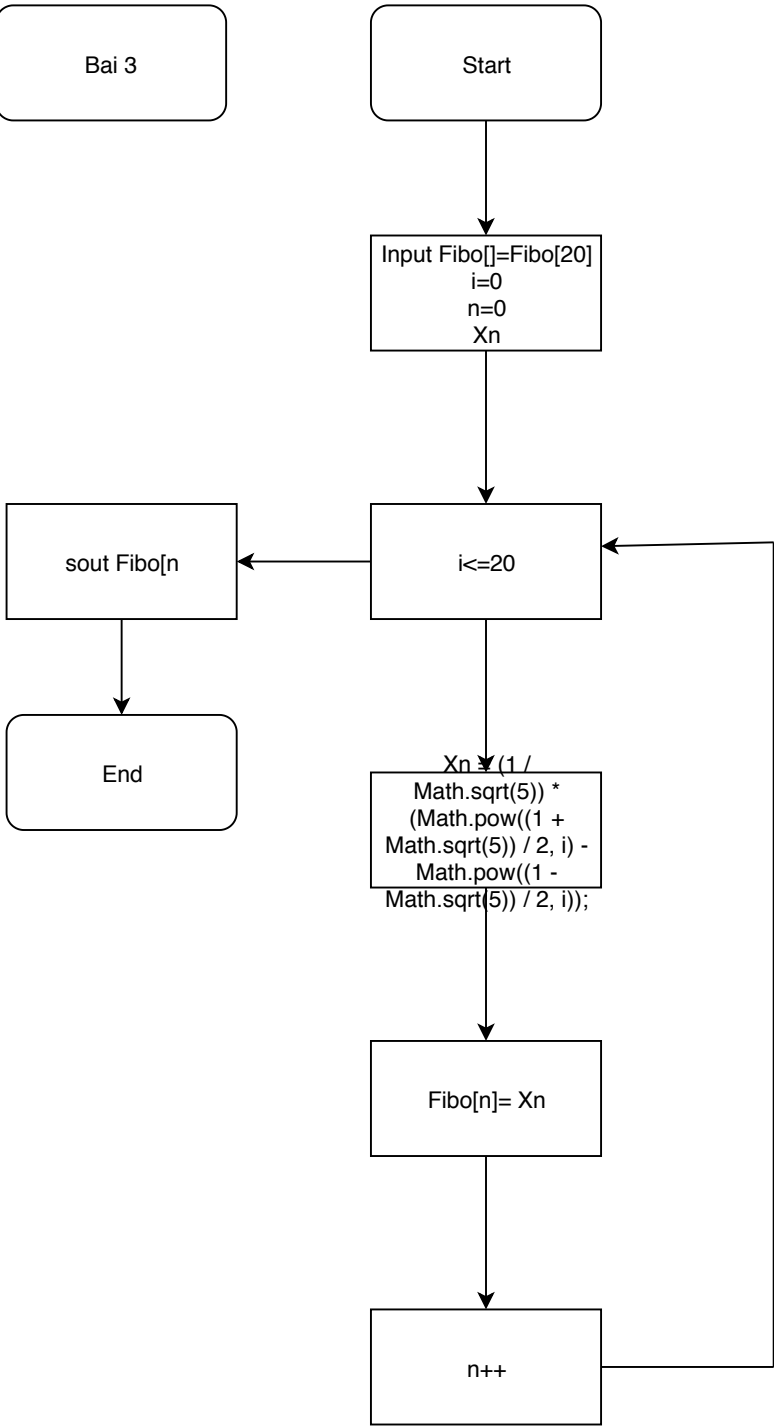 Bai 3
Start
Input Fibo[]=Fibo[20]
i=0
n=0
Xn
sout Fibo[n
i<=20
End
Xn = (1 /
Math.sqrt(5)) *
(Math.pow((1 +
Math.sqrt(5)) / 2, i) -
Math.pow((1 -
Math.sqrt(5)) / 2, i));
Fibo[n]= Xn
n++